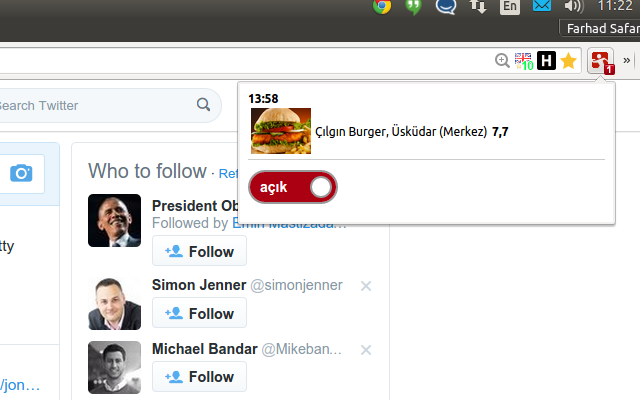 En
11:22
Farhad Safar
10
H
1
»
Search Twitter
13:58
Çılgın Burger, Üsküdar (Merkez) 7,7
açık
Who to follow · Ref
President Ob
Followed by Emin Mastizada...
Follow
Simon Jenner @simonjenner
Follow
Michael Bandar @Mikeban...
Follow
tty
/jon...